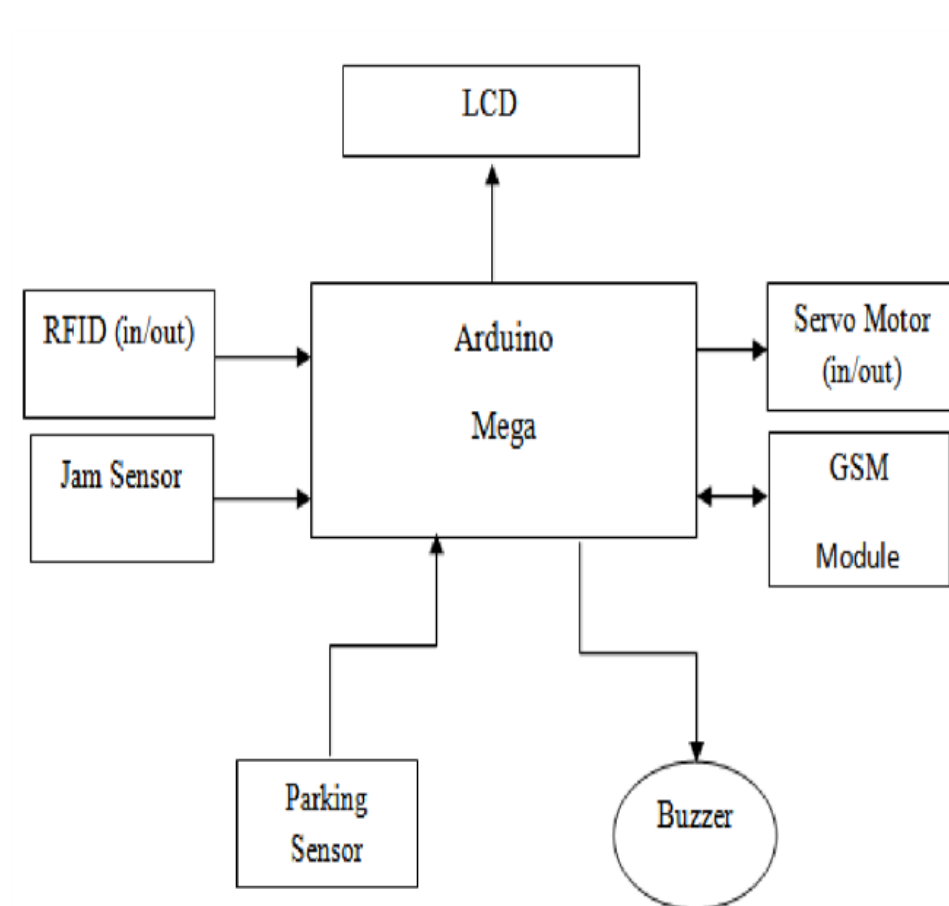 LCD
RFID (in/out)
Arduino
Mega
Servo Motor
(in/out)
Jam Sensor
GSM
Module
Parking
Sensor
Buzzer